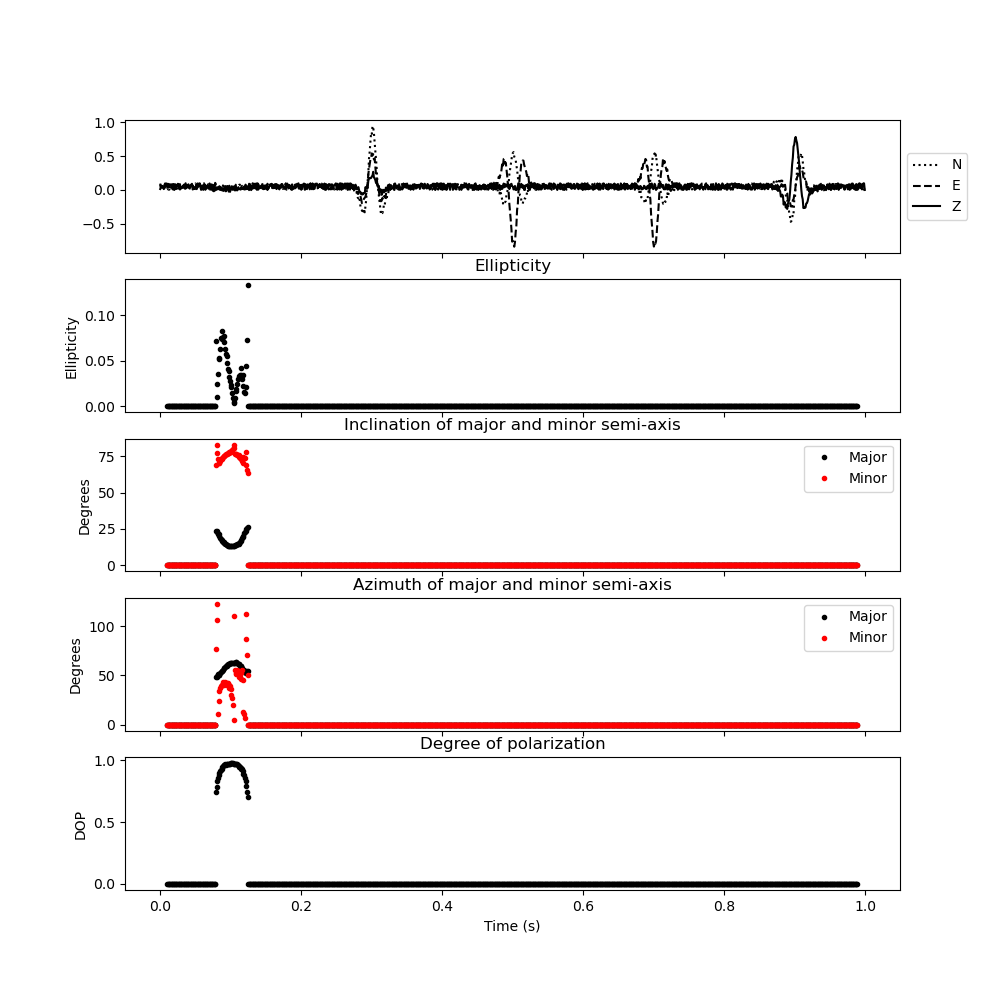 1.0
0.5
0.0
−0.5
N
E
Z
Ellipticity
Ellipticity
0.10
0.05
0.00
Inclination of major and minor semi-axis
Degrees
75
50
25
0
Major
Minor
Azimuth of major and minor semi-axis
Degrees
100
50
0
Major
Minor
Degree of polarization
DOP
1.0
0.5
0.0
0.0 0.2 0.4 0.6 0.8 1.0
Time (s)